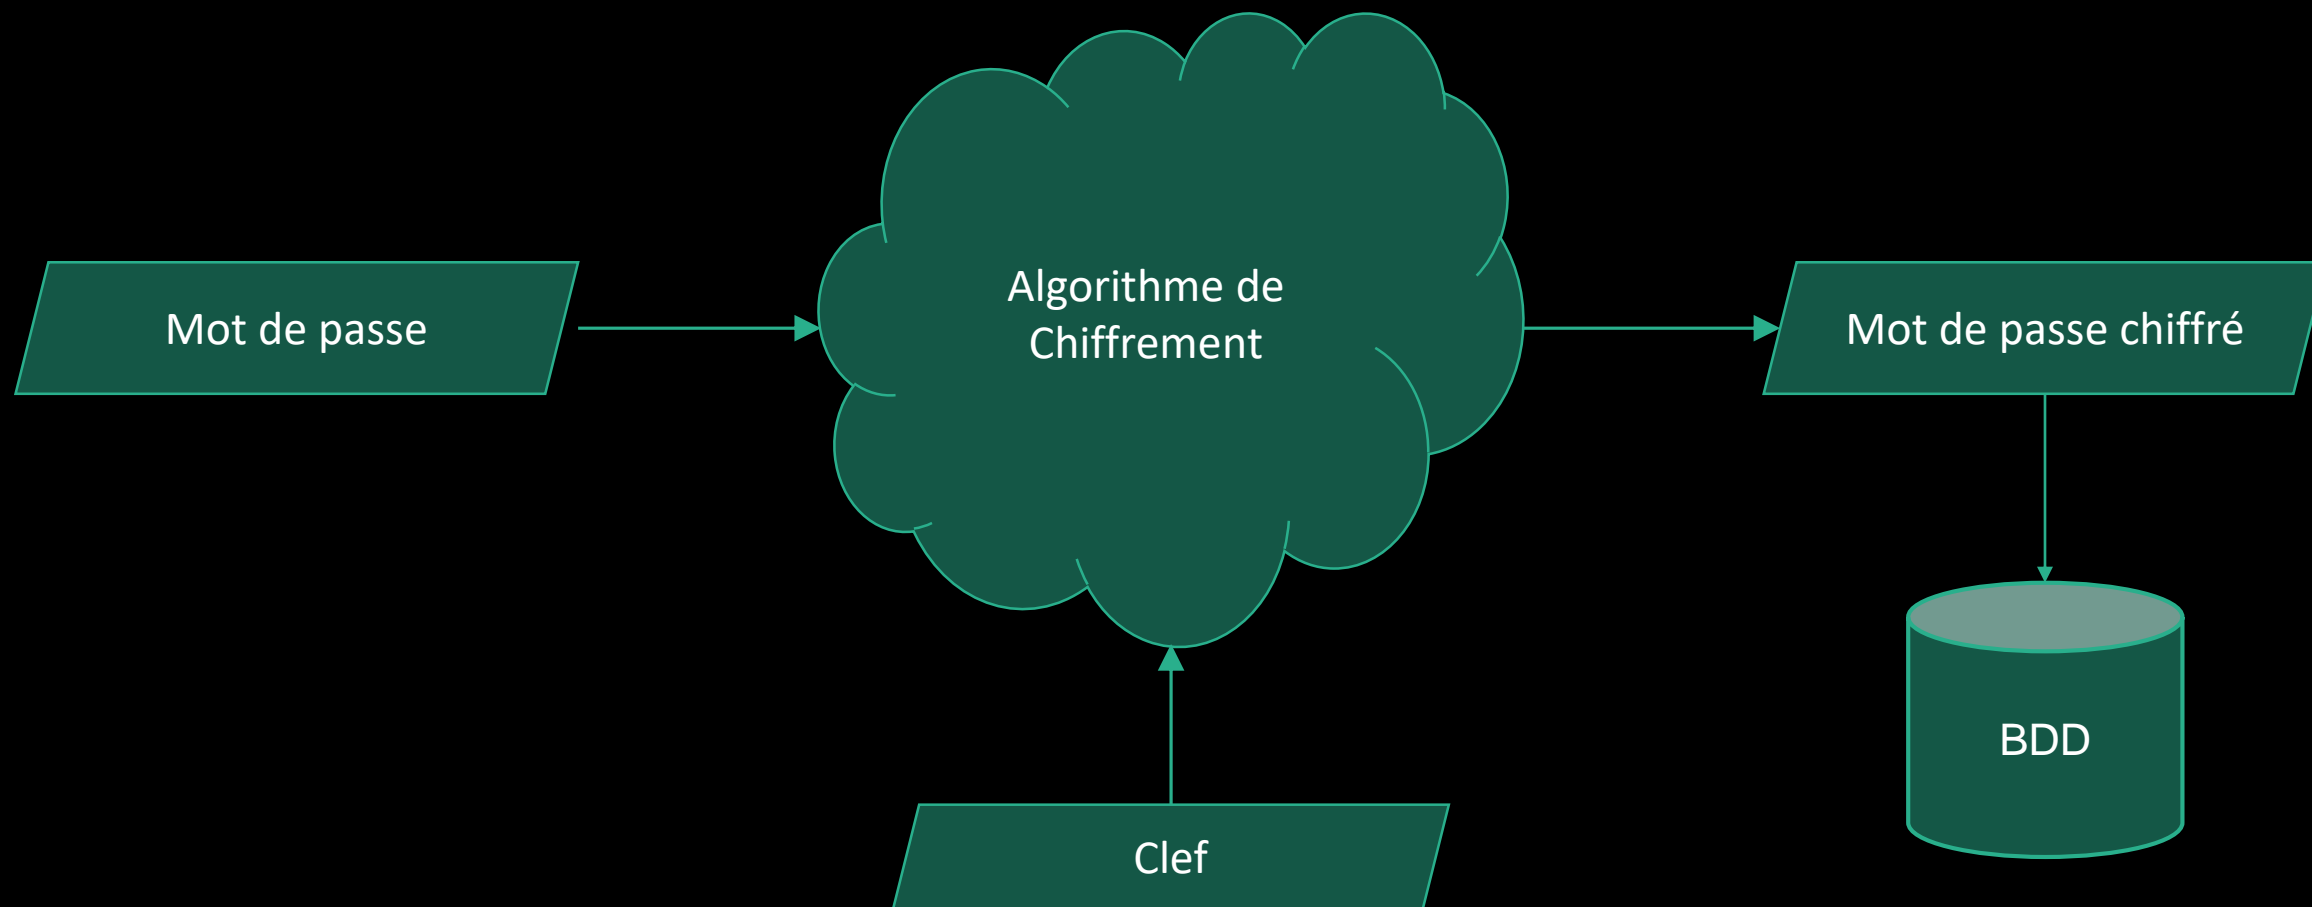 Mot de passe
Algorithme de
Chiffrement
Mot de passe chiffré
BDD
Clef